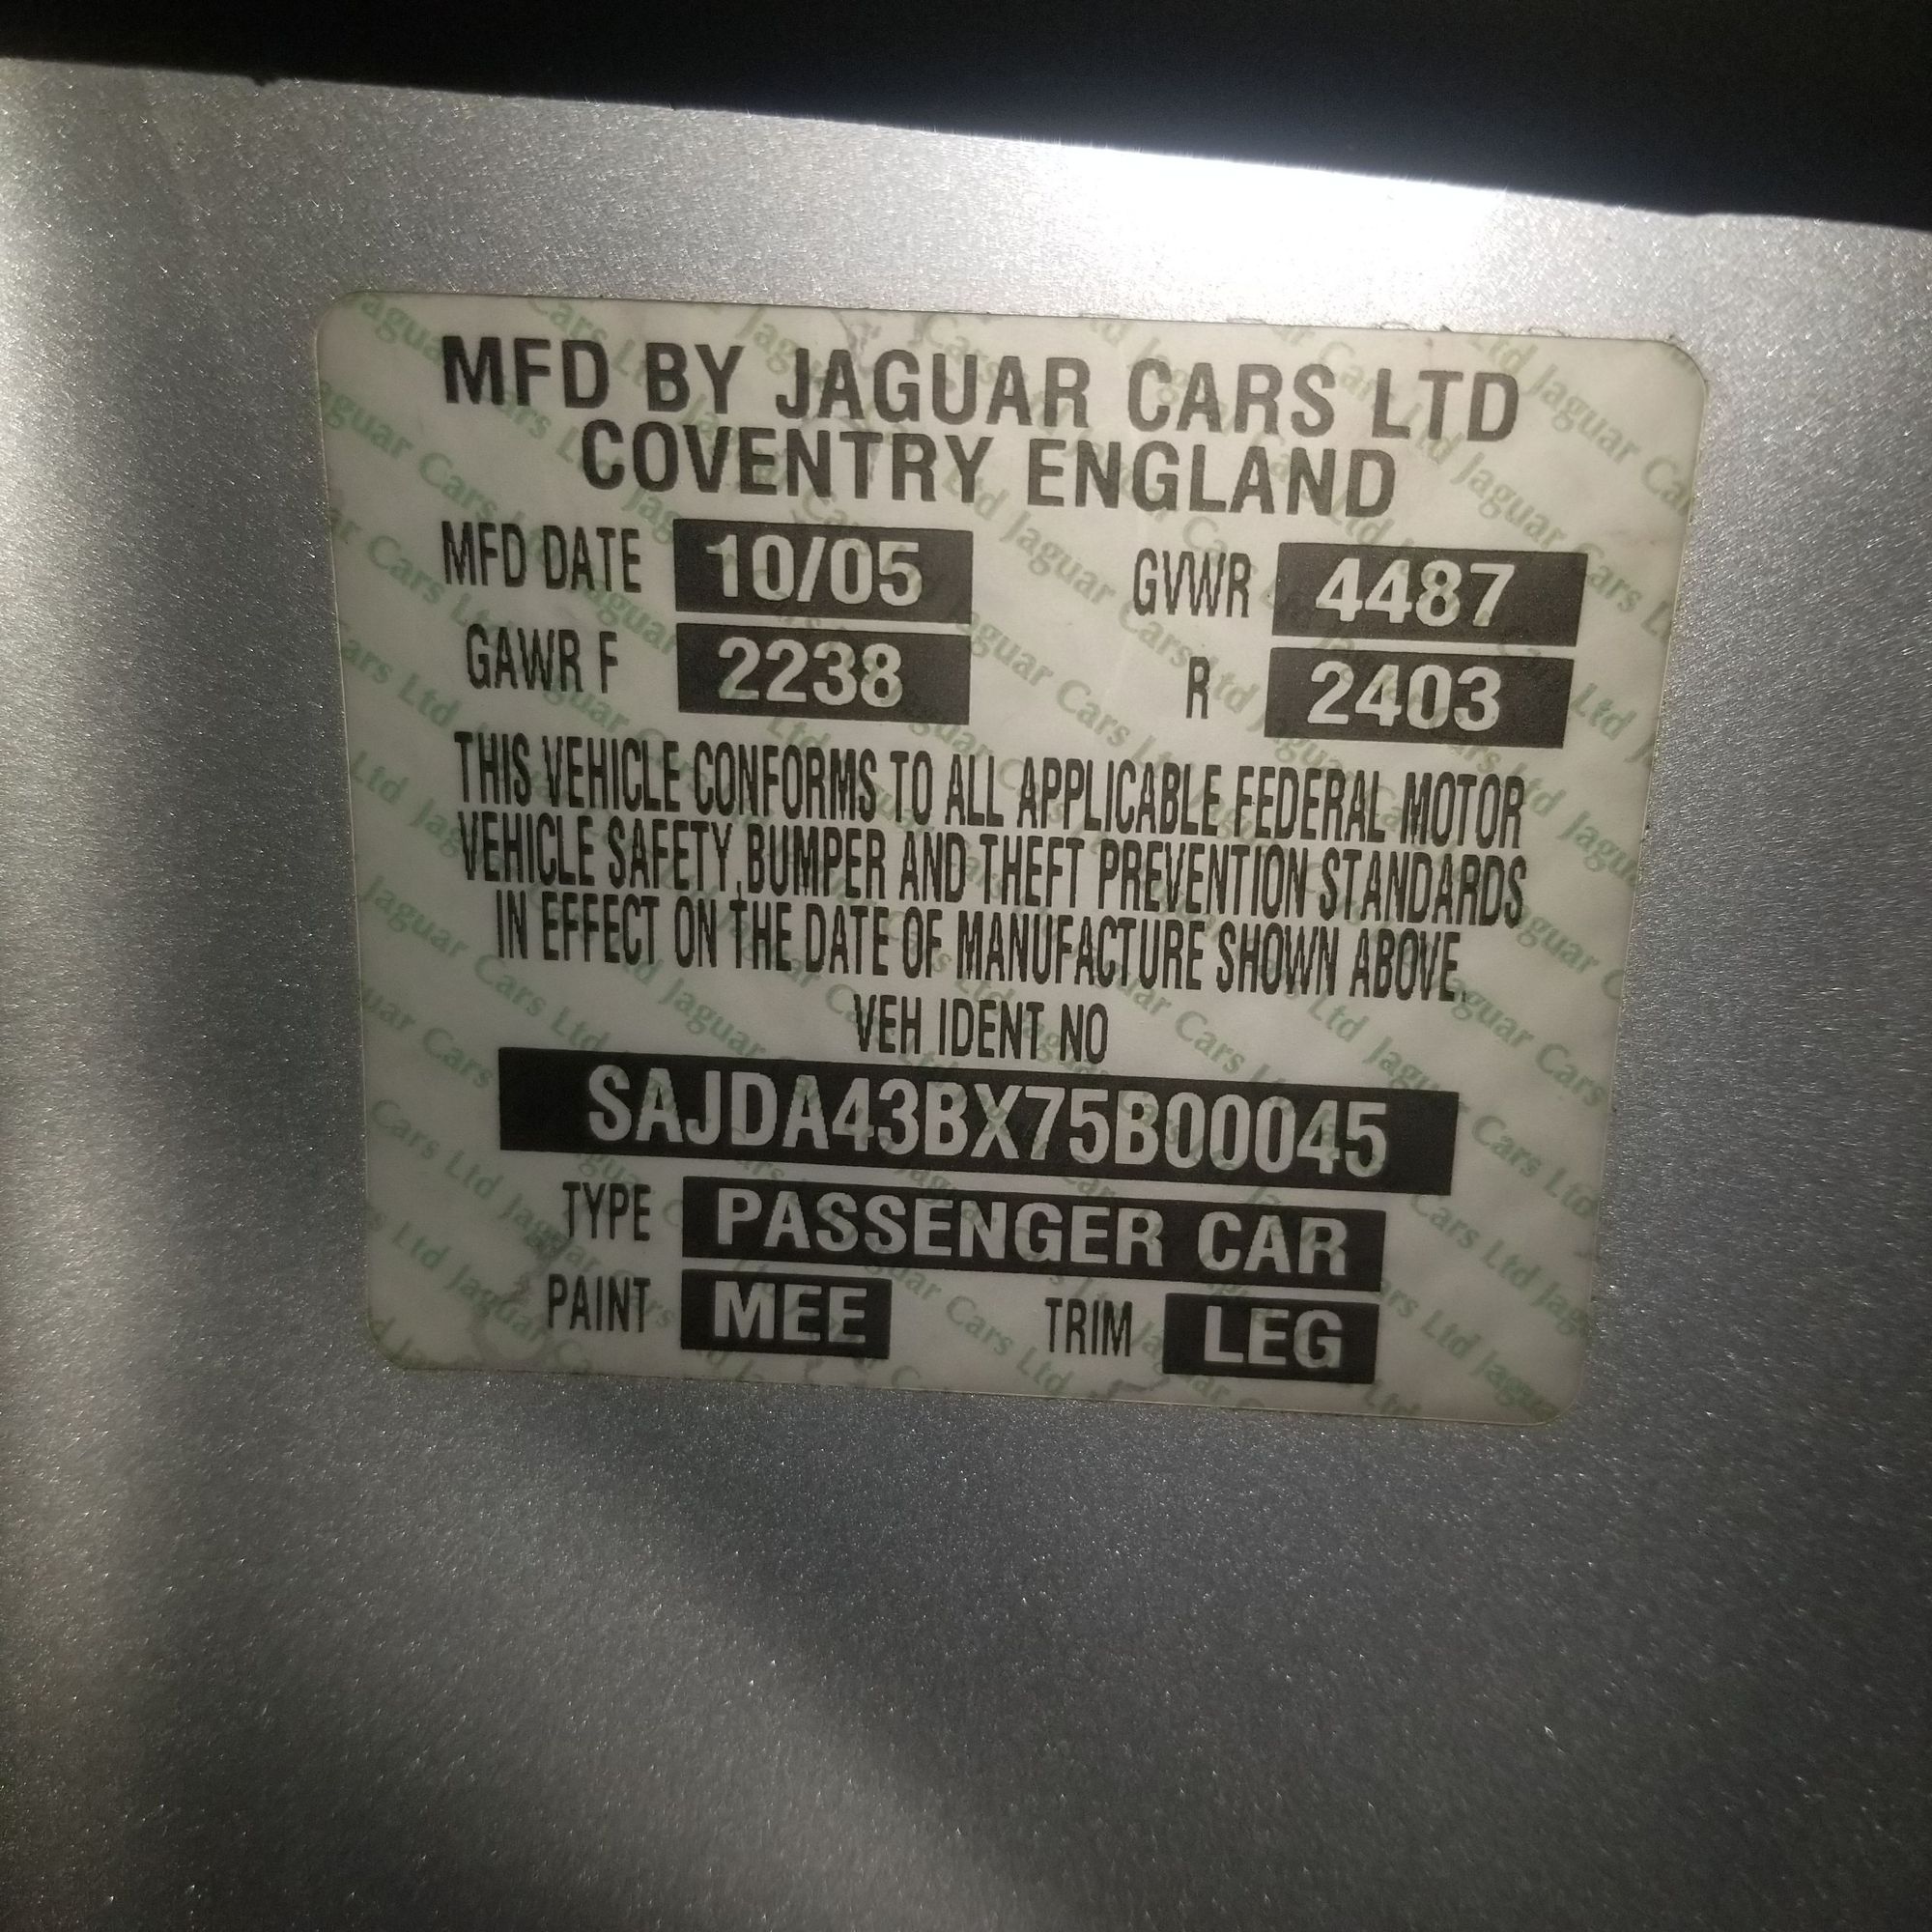 MFD BY JAGUAR CARS LTD
COVENTRY ENGLAND
MFD DATE 10/05 GVWR 4487
GAWR F 2238 R 2403
THIS VEHICLE CONFORMS TO ALL APPLICABLE FEDERAL MOTOR
VEHICLE SAFETY, BUMPER AND THEFT PREVENTION STANDARDS
IN EFFECT ON THE DATE OF MANUFACTURE SHOWN ABOVE.
VEH IDENT NO
SAJDA43BX75B00045
TYPE PASSENGER CAR
PAINT MEE TRIM LEG